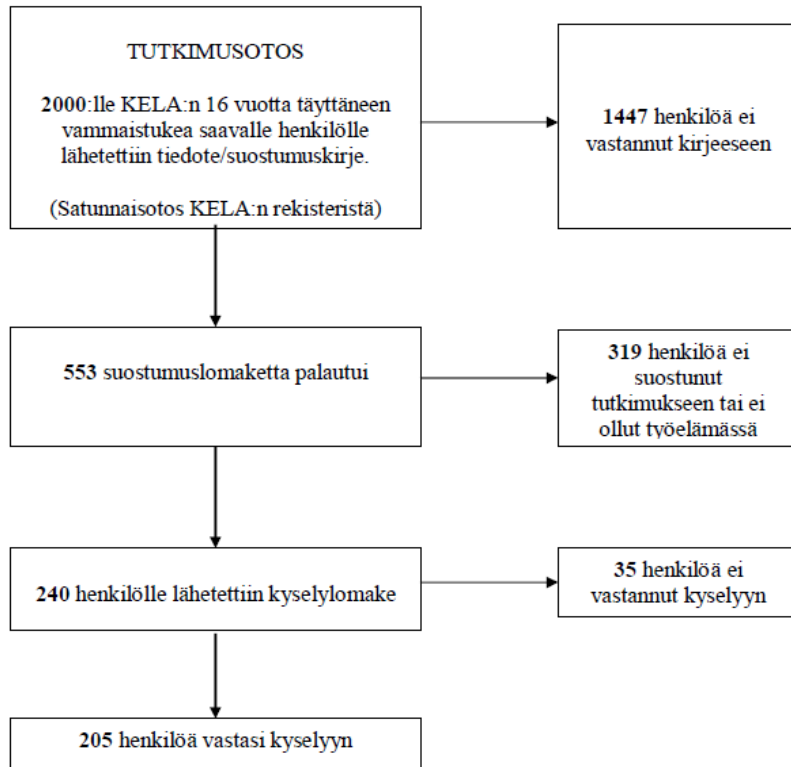 TUTKIMUSOTOS
2000:lle KELA:n 16 vuotta täyttäneen
vammaistukea saavalle henkilölle
lähetettiin tiedote/suostumuskirje.
(Satunnaisotos KELA:n rekisteristä)
1447 henkilöä ei
vastannut kirjeeseen
553 suostumuslomaketta palautui
319 henkilöä ei
suostunut
tutkimukseen tai ei
ollut työelämässä
240 henkilölle lähetettiin kyselylomake
35 henkilöä ei
vastannut kyselyyn
205 henkilöä vastasi kyselyyn